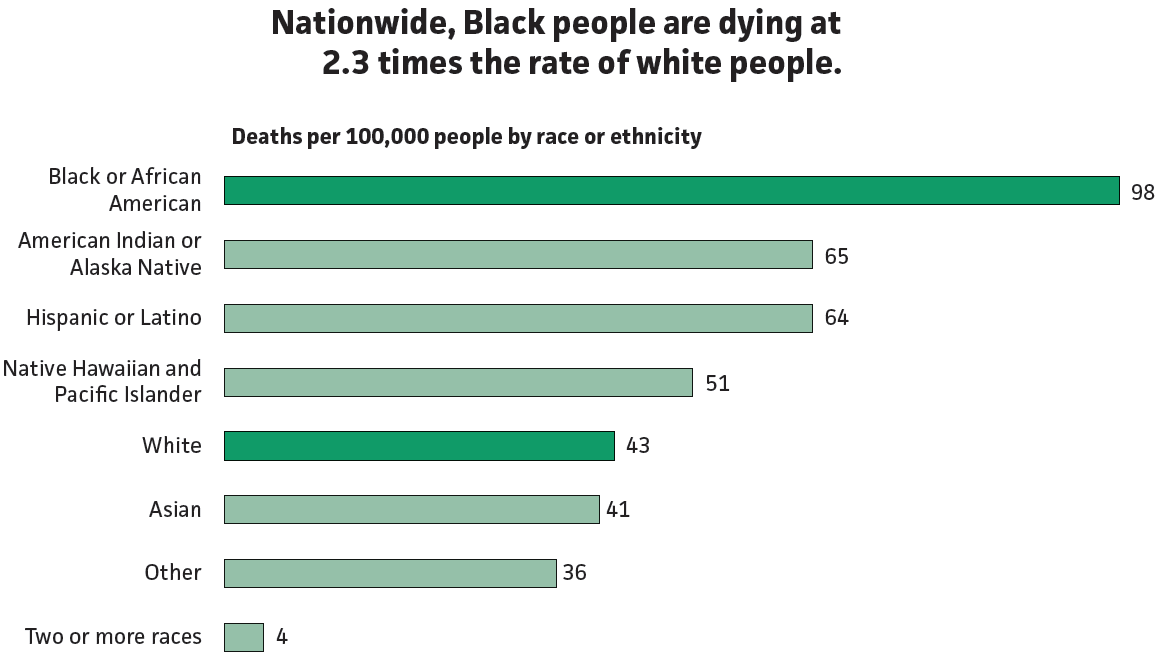 Nationwide, Black people are dying at
2.3 times the rate of white people.
Deaths per 100,000 people by race or ethnicity
Black or African
American
98
American Indian or
Alaska Native
65
Hispanic or Latino
64
Native Hawaiian and
Pacific Islander
51
White
43
Asian
41
Other
36
Two or more races
4